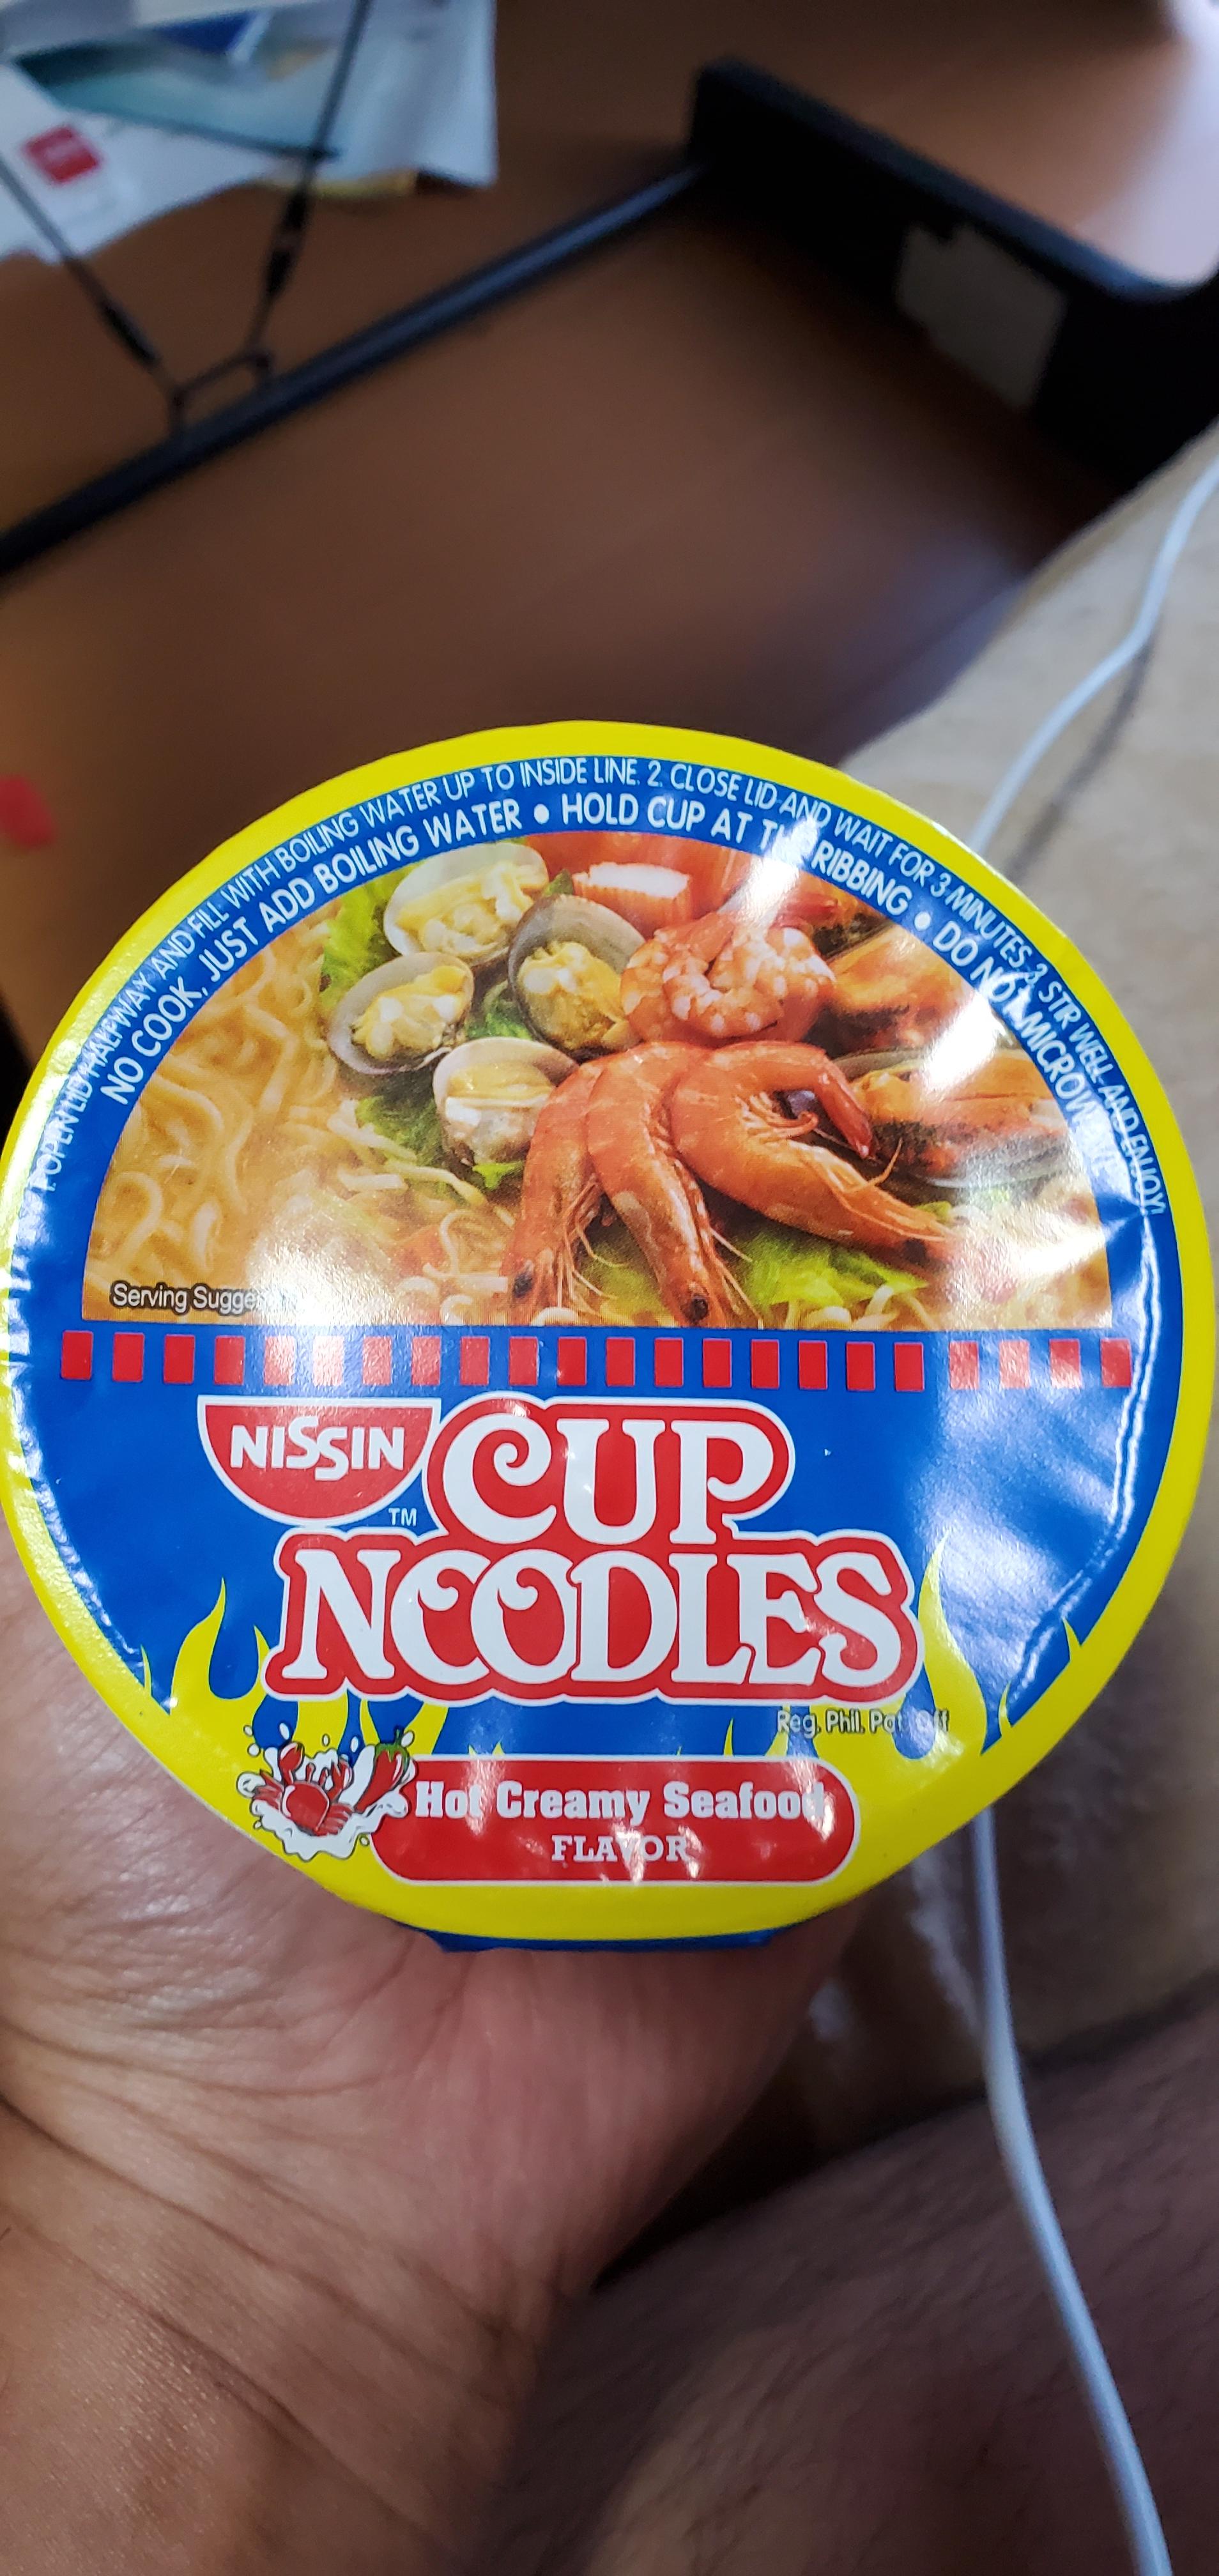 1. OPEN LID HALFWAY AND FILL WITH BOILING WATER UP TO INSIDE LINE. 2. CLOSE LID AND WAIT FOR 3 MINUTES 3. STIR WELL AND ENJOY!
NO COOK, JUST ADD BOILING WATER • HOLD CUP AT THE RIBBING • DO NOT MICROWAVE
Serving
NISSIN
TM
CUP
NOODLES
Reg. Phil. Pat. Off
Hot Creamy Seafood
FLAVOR